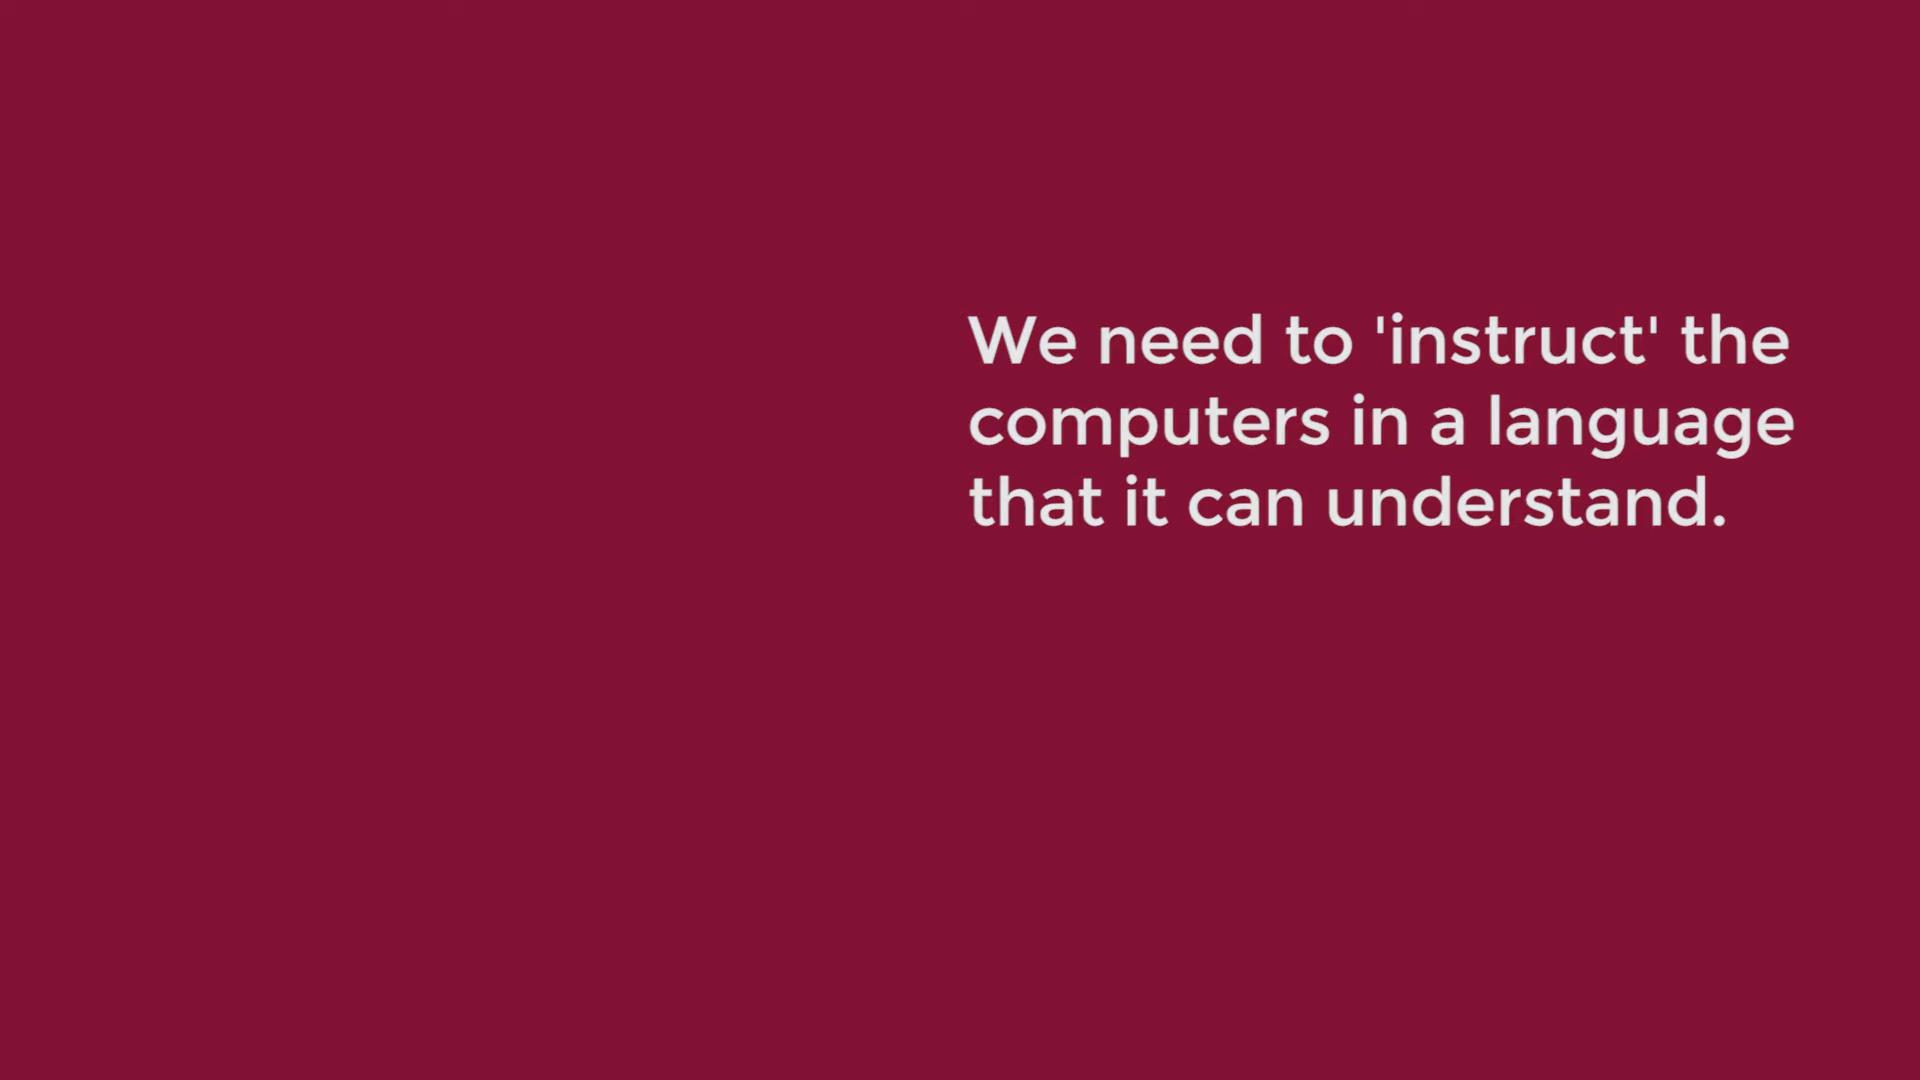 We need to 'instruct' the
computers in a language
that it can understand.